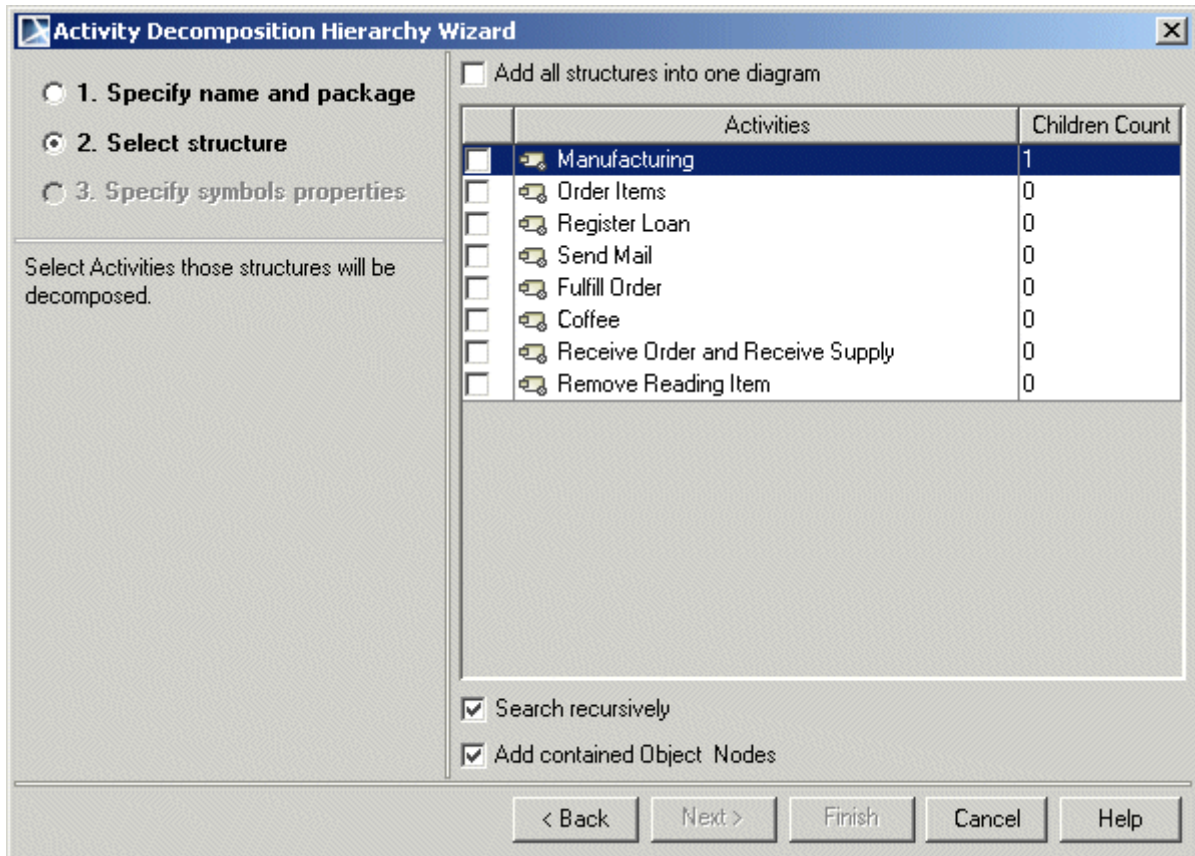 Activity Decomposition Hierarchy Wizard
1. Specify name and package
2. Select structure
3. Specify symbols properties
Select Activities those structures will be
decomposed.
Add all structures into one diagram
Activities Children Count
Manufacturing 1
Order Items 0
Register Loan 0
Send Mail 0
Fulfill Order 0
Coffee 0
Receive Order and Receive Supply 0
Remove Reading Item 0
Search recursively
Add contained Object Nodes
< Back Next > Finish Cancel Help